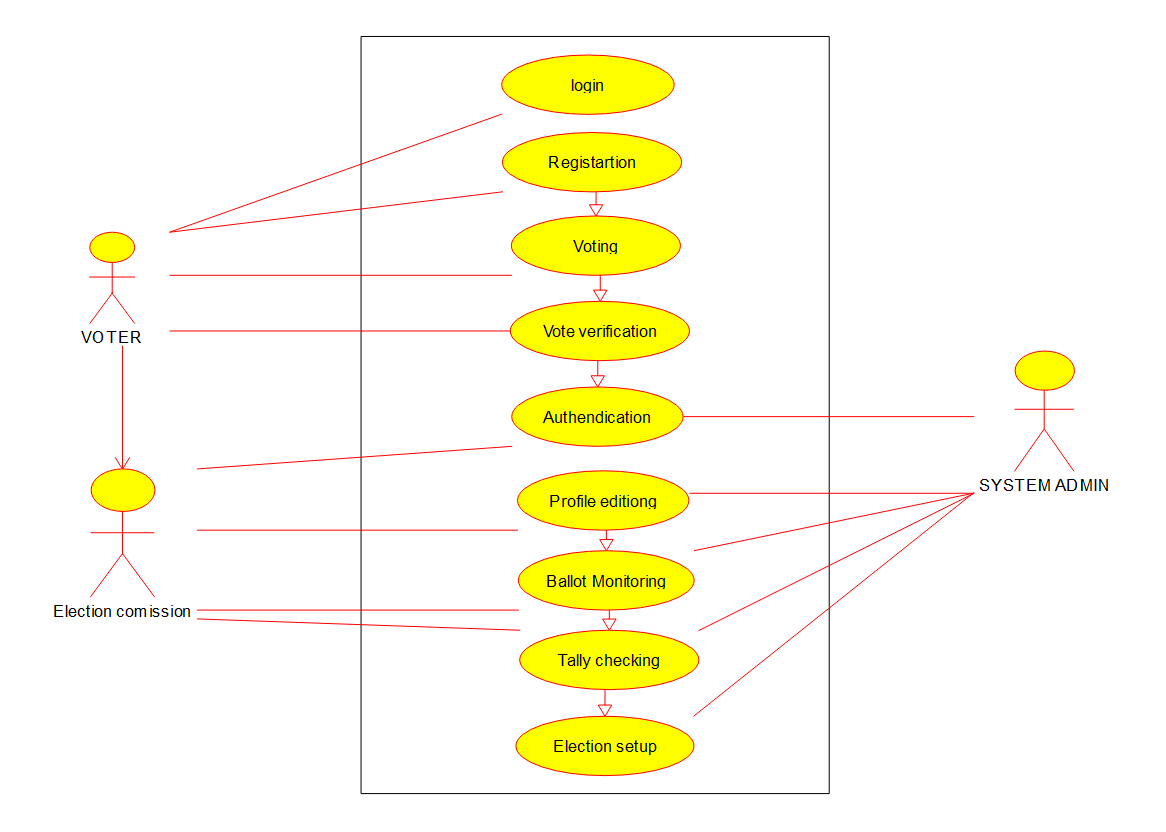 login
Registartion
Voting
VOTER
Vote verification
Authendication
SYSTEM ADMIN
Profile editiong
Ballot Monitoring
Election comission
Tally checking
Election setup